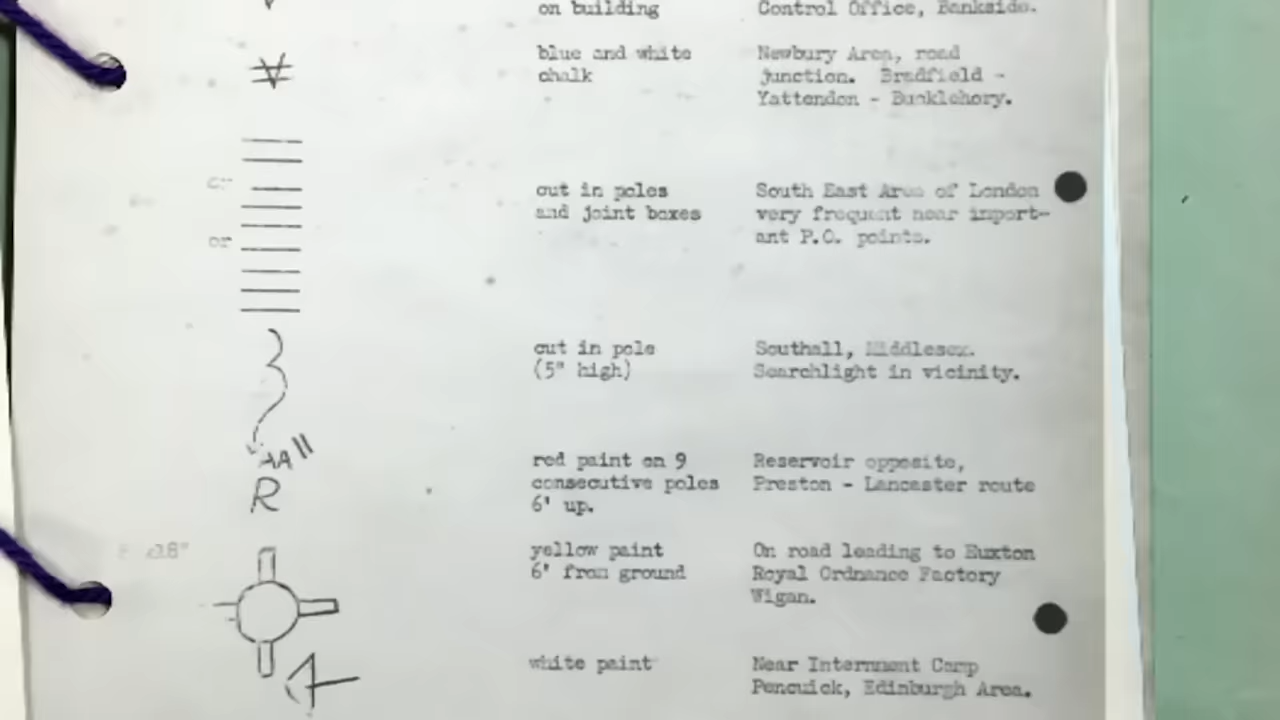 on building Control Office, Bankside.
blue and white Newbury Area, road
chalk junction. Bradfield -
Yattendon - Bucklebury.
or
cut in poles South East Area of London
and joint boxes very frequent near import-
or ant P.O. points.
cut in pole Southall, Middlesex.
(5" high) Searchlight in vicinity.
AA"
red paint on 9 Reservoir opposite,
R consecutive poles Preston - Lancaster route
6' up.
yellow paint On road leading to Euxton
6' from ground Royal Ordnance Factory
Wigan.
white paint Near Internment Camp
Pencuick, Edinburgh Area.